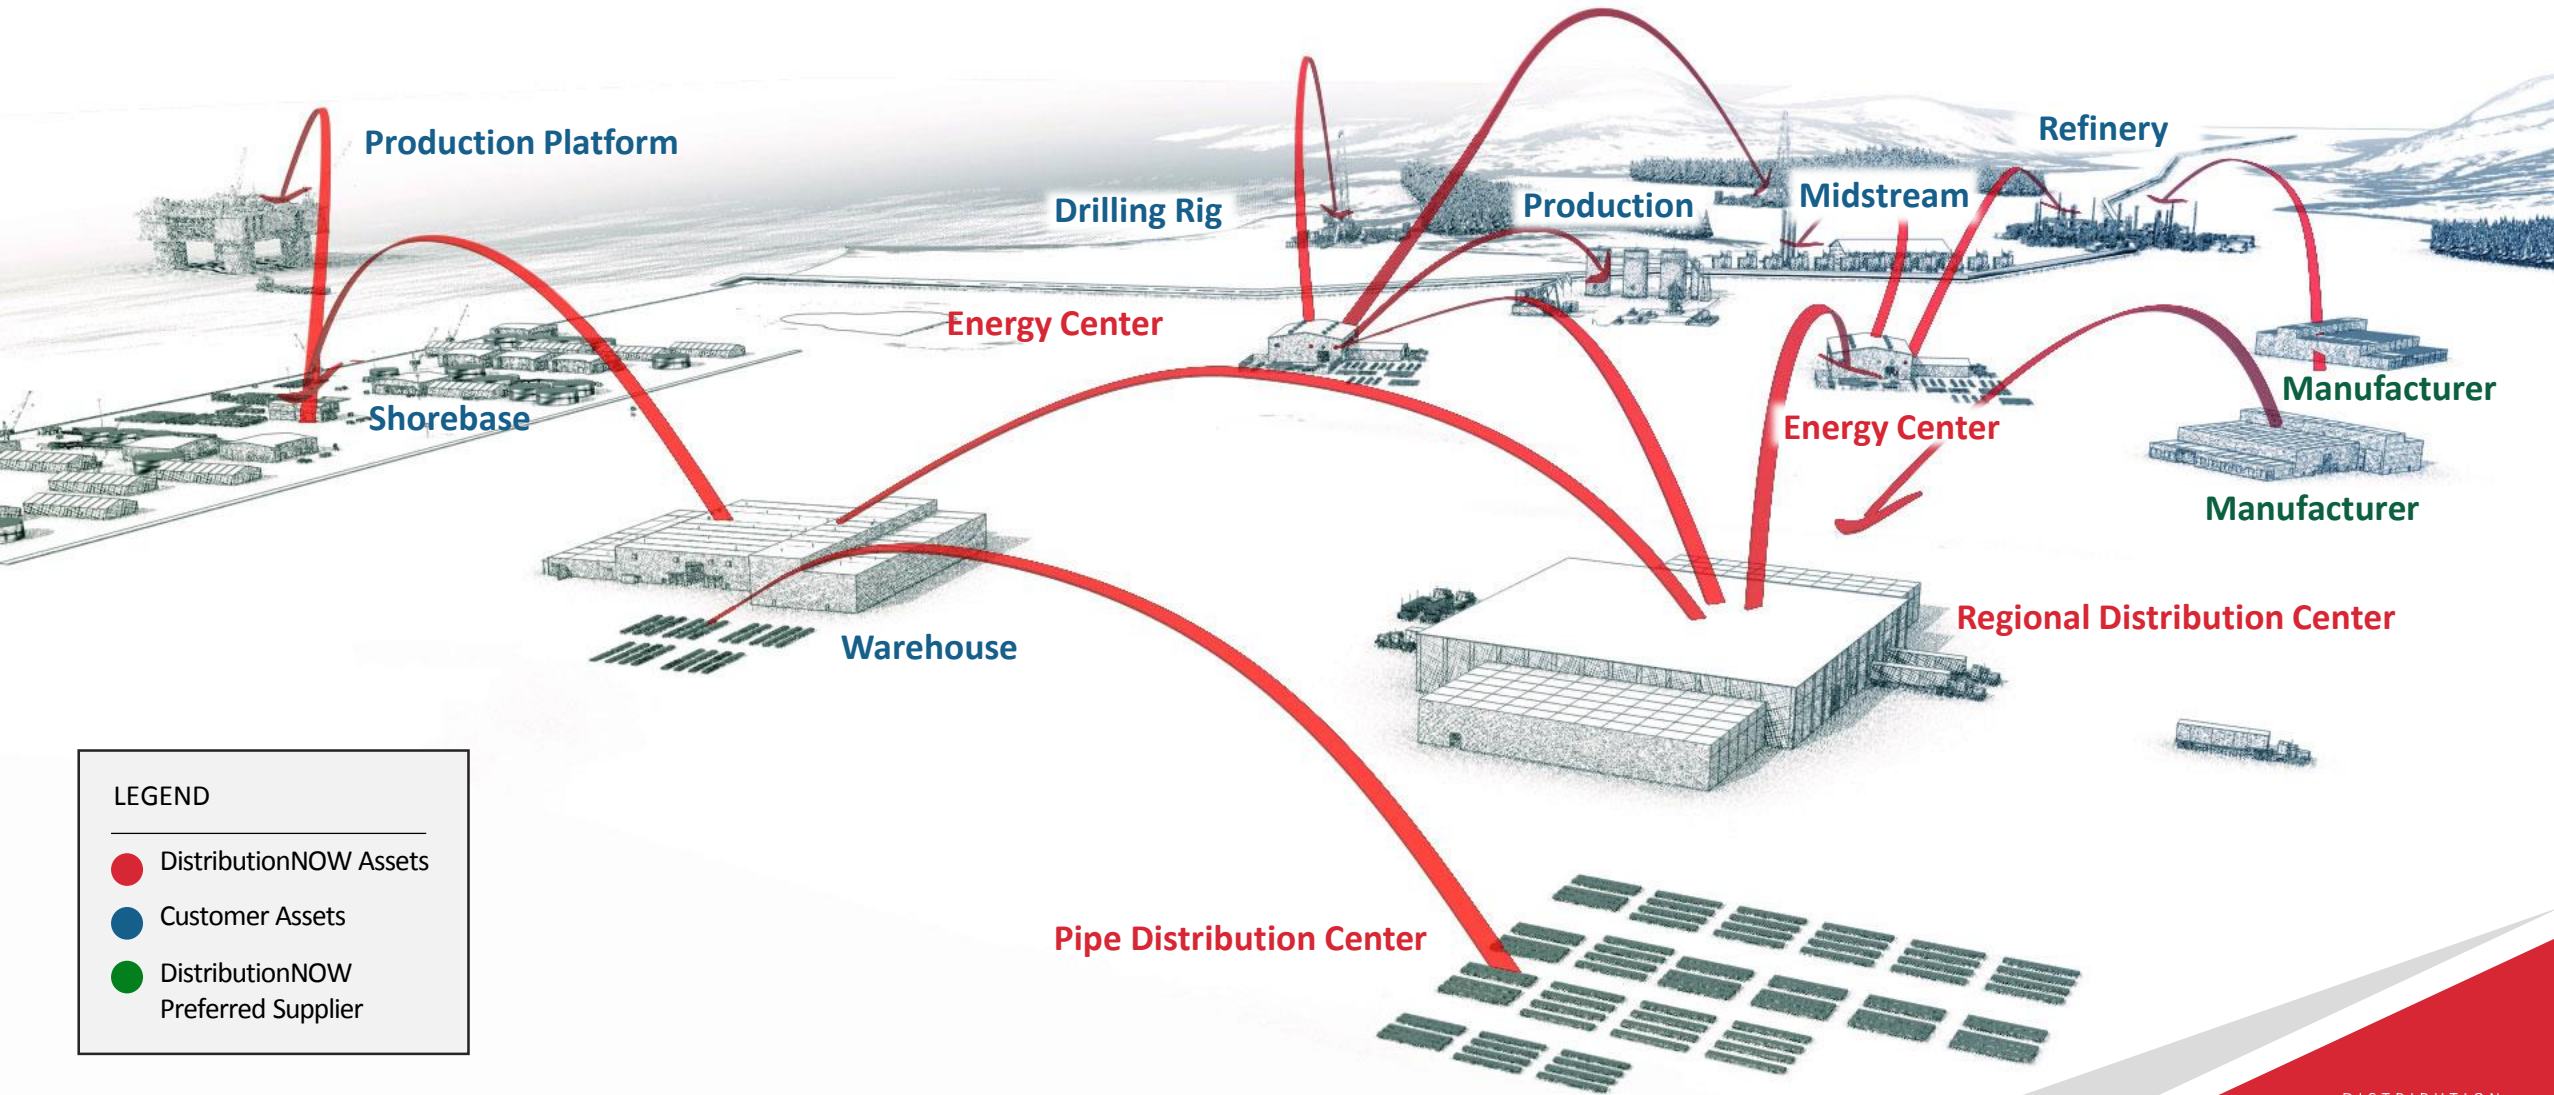 Refinery
Production Platform
Midstream
Production
Drilling Rig
Energy Center
Manufacturer
Shorebase
Energy Center
Manufacturer
Regional Distribution Center
Warehouse
Pipe Distribution Center
LEGEND
DistributionNOW Assets
Customer Assets
DistributionNOW
Preferred Supplier
DISTRIBUTION